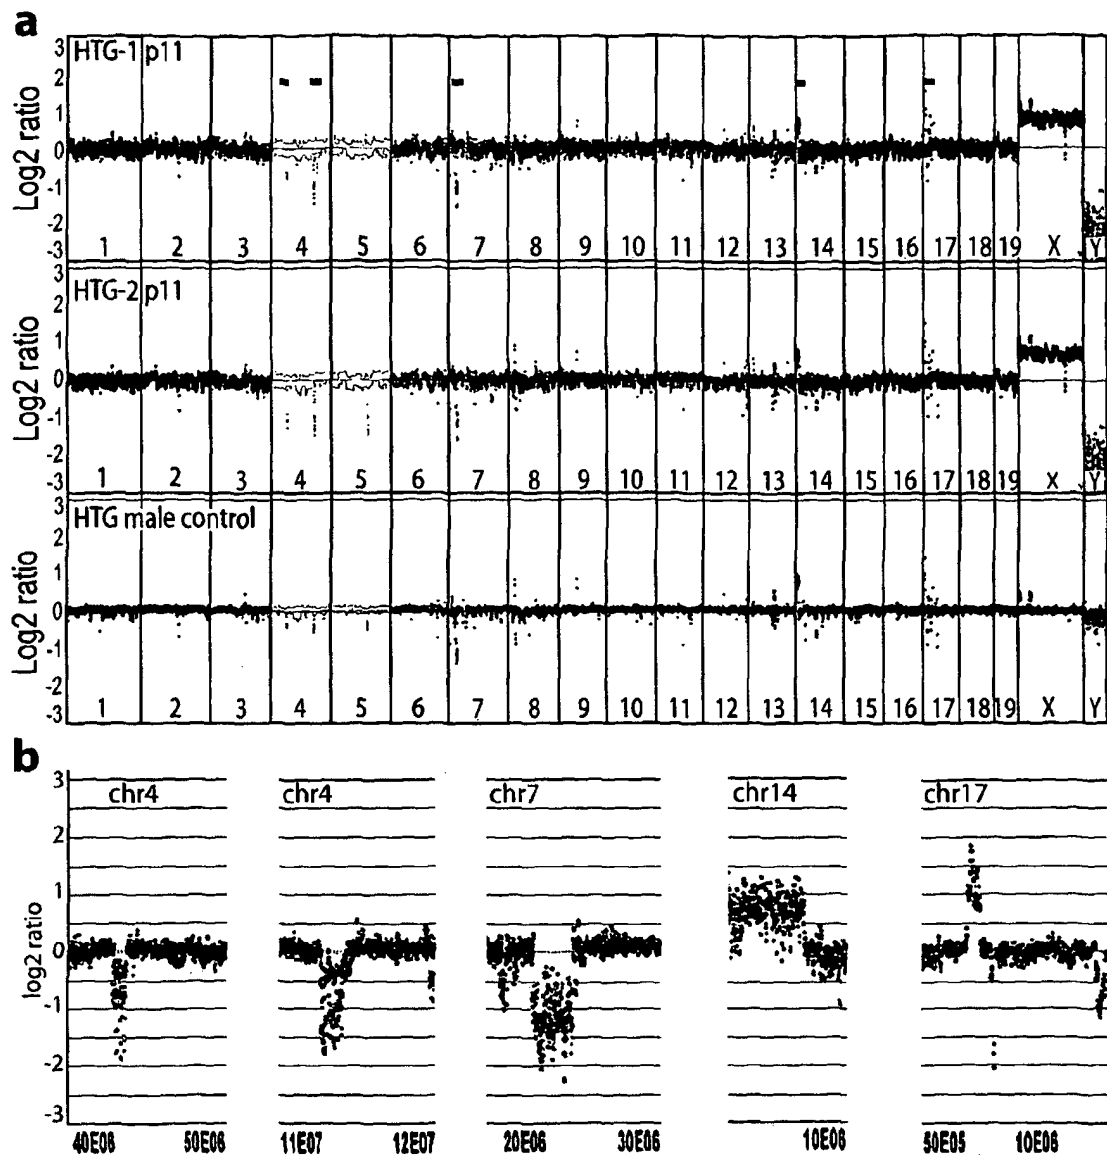 a
HTG-1 p11
Log2 ratio
3
2
1
0
-1
-2
-3
1 2 3 4 5 6 7 8 9 10 11 12 13 14 15 16 17 18 19 X Y
HTG-2 p11
Log2 ratio
3
2
1
0
-1
-2
-3
1 2 3 4 5 6 7 8 9 10 11 12 13 14 15 16 17 18 19 X Y
HTG male control
Log2 ratio
3
2
1
0
-1
-2
-3
1 2 3 4 5 6 7 8 9 10 11 12 13 14 15 16 17 18 19 X Y
b
chr4 chr4 chr7 chr14 chr17
log2 ratio
3
2
1
0
-1
-2
-3
40E06 50E06 11E07 12E07 20E06 30E06 10E06 50E05 10E06